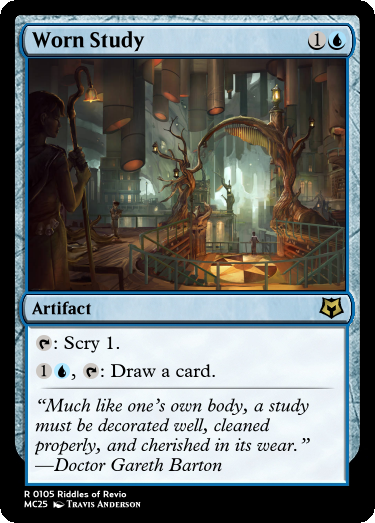 Worn Study 1
Artifact
: Scry 1.
1 , : Draw a card.
“Much like one’s own body, a study
must be decorated well, cleaned
properly, and cherished in its wear.”
—Doctor Gareth Barton
R 0105 Riddles of Revio
MC25 Travis Anderson